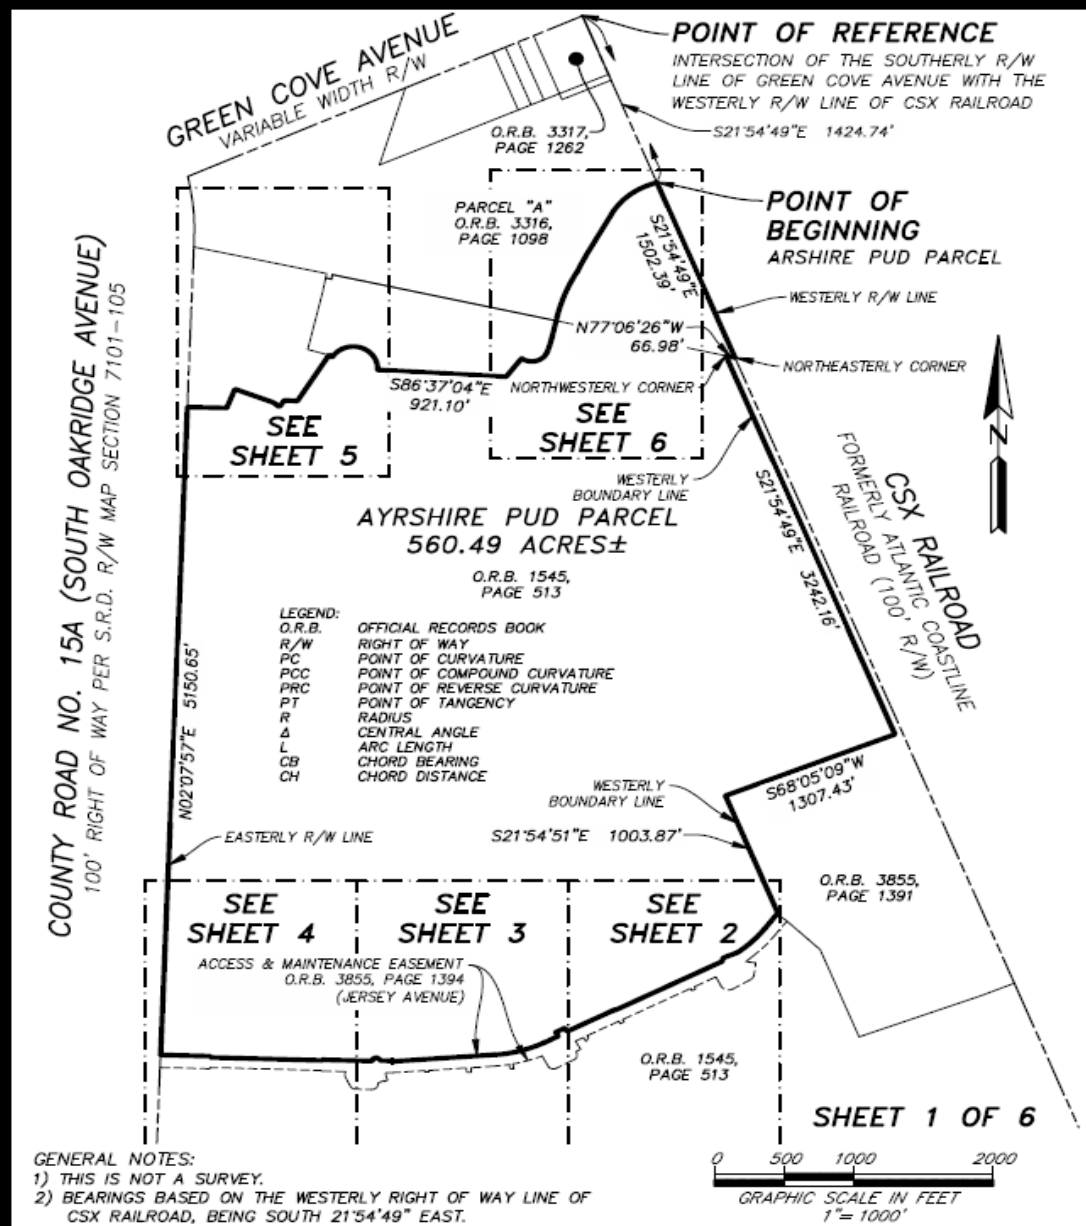 GREEN COVE AVENUE
VARIABLE WIDTH R/W
POINT OF REFERENCE
INTERSECTION OF THE SOUTHERLY R/W
LINE OF GREEN COVE AVENUE WITH THE
WESTERLY R/W LINE OF CSX RAILROAD
S21°54'49"E 1424.74'
O.R.B. 3317,
PAGE 1262
PARCEL "A"
O.R.B. 3316,
PAGE 1098
POINT OF
BEGINNING
ARSHIRE PUD PARCEL
S21°54'49"E
1502.39'
WESTERLY R/W LINE
N77°06'26"W
66.98'
NORTHEASTERLY CORNER
NORTHWESTERLY CORNER
S86°37'04"E
921.10'
SEE
SHEET 5
SEE
SHEET 6
N
COUNTY ROAD NO. 15A (SOUTH OAKRIDGE AVENUE)
100' RIGHT OF WAY PER S.R.D. R/W MAP SECTION 7101-105
WESTERLY
BOUNDARY LINE
S21°54'49"E 3242.16'
CSX RAILROAD
FORMERLY ATLANTIC COASTLINE
RAILROAD (100' R/W)
AYRSHIRE PUD PARCEL
560.49 ACRES±
O.R.B. 1545,
PAGE 513
LEGEND:
O.R.B. OFFICIAL RECORDS BOOK
R/W RIGHT OF WAY
PC POINT OF CURVATURE
PCC POINT OF COMPOUND CURVATURE
PRC POINT OF REVERSE CURVATURE
PT POINT OF TANGENCY
R RADIUS
Δ CENTRAL ANGLE
L ARC LENGTH
CB CHORD BEARING
CH CHORD DISTANCE
N02°07'57"E 5150.65'
S68°05'09"W
1307.43'
WESTERLY
BOUNDARY LINE
S21°54'51"E 1003.87'
EASTERLY R/W LINE
O.R.B. 3855,
PAGE 1391
SEE
SHEET 4
SEE
SHEET 3
SEE
SHEET 2
ACCESS & MAINTENANCE EASEMENT
O.R.B. 3855, PAGE 1394
(JERSEY AVENUE)
O.R.B. 1545,
PAGE 513
SHEET 1 OF 6
GENERAL NOTES:
1) THIS IS NOT A SURVEY.
2) BEARINGS BASED ON THE WESTERLY RIGHT OF WAY LINE OF
CSX RAILROAD, BEING SOUTH 21°54'49" EAST.
0 500 1000 2000
GRAPHIC SCALE IN FEET
1"= 1000'